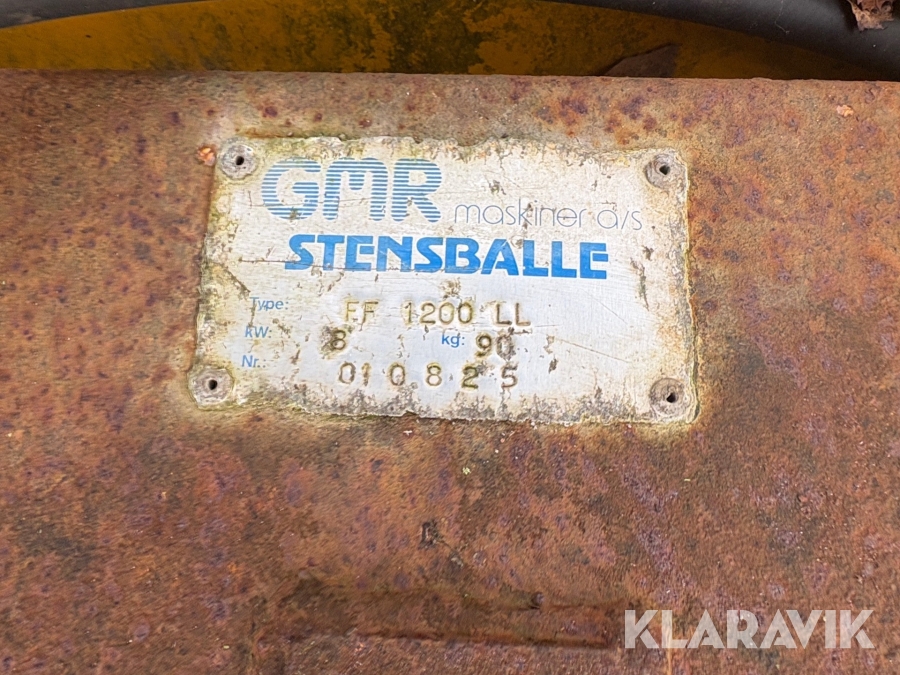 GMR maskiner a/s
STENSBALLE
Type: FF 1200 LL
kW: 8 kg: 90
Nr.: 010825
KLARAVIK